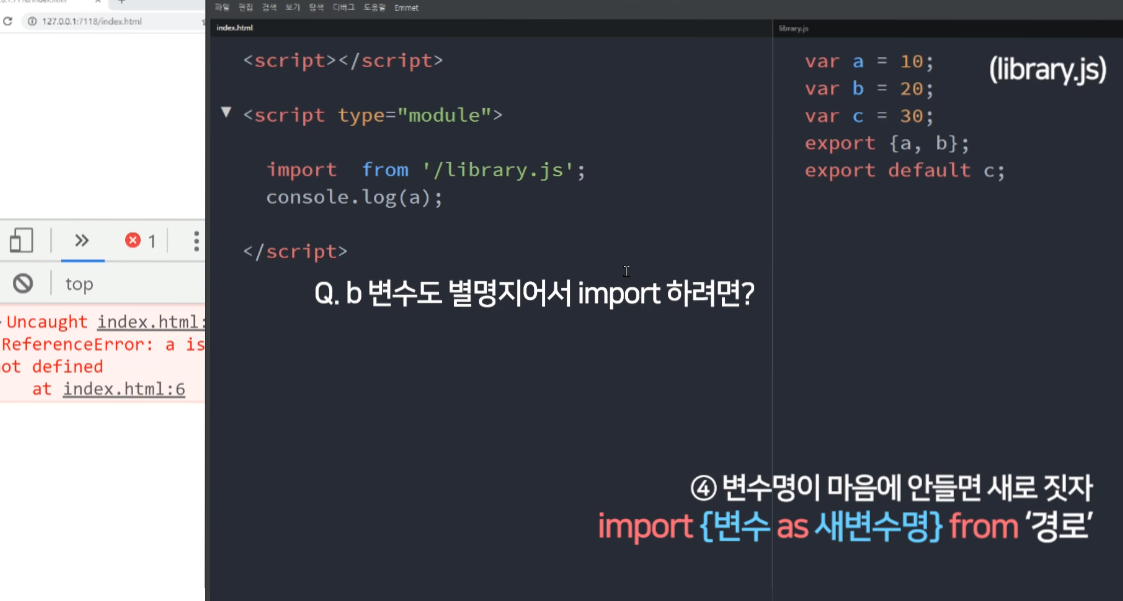 127.0.0.1:7118/index.html
파일 편집 검색 보기 탐색 디버그 도움말 Emmet
index.html
library.js
<script></script>
<script type="module">
import from '/library.js';
console.log(a);
</script>
Q. b 변수도 별명지어서 import 하려면?
var a = 10;
var b = 20;
var c = 30;
export {a, b};
export default c;
(library.js)
1
top
Uncaught index.html:
ReferenceError: a is
ot defined
at index.html:6
④ 변수명이 마음에 안들면 새로 짓자
import {변수 as 새변수명} from ‘경로’